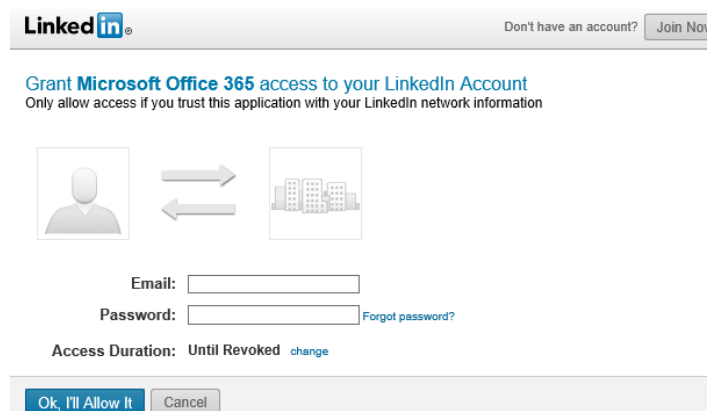 Linked in ®
Don't have an account? Join Nov
Grant Microsoft Office 365 access to your LinkedIn Account
Only allow access if you trust this application with your LinkedIn network information
Email:
Password: Forgot password?
Access Duration: Until Revoked change
Ok, I'll Allow It Cancel